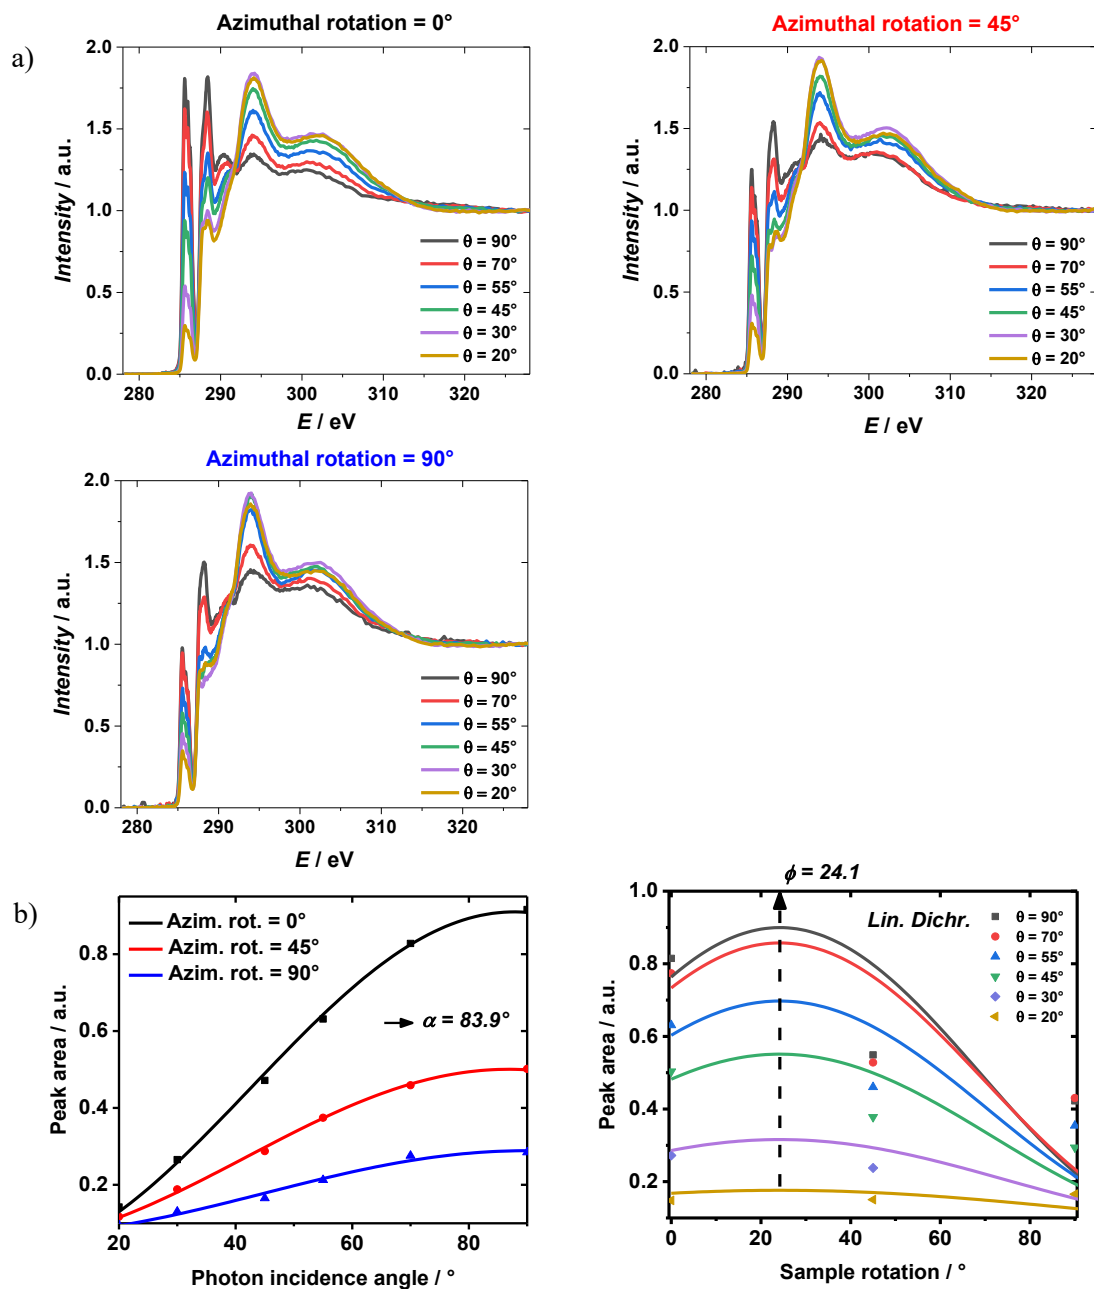 a)
Azimuthal rotation = 0°
2.0
1.5
1.0
0.5
0.0
280 290 300 310 320
Intensity / a.u.
E / eV
θ = 90°
θ = 70°
θ = 55°
θ = 45°
θ = 30°
θ = 20°
Azimuthal rotation = 45°
2.0
1.5
1.0
0.5
0.0
280 290 300 310 320
Intensity / a.u.
E / eV
θ = 90°
θ = 70°
θ = 55°
θ = 45°
θ = 30°
θ = 20°
Azimuthal rotation = 90°
2.0
1.5
1.0
0.5
0.0
280 290 300 310 320
Intensity / a.u.
E / eV
θ = 90°
θ = 70°
θ = 55°
θ = 45°
θ = 30°
θ = 20°
b)
Azim. rot. = 0°
Azim. rot. = 45°
Azim. rot. = 90°
α = 83.9°
0.8
0.6
0.4
0.2
20 40 60 80
Peak area / a.u.
Photon incidence angle / °
ϕ = 24.1
Lin. Dichr.
θ = 90°
θ = 70°
θ = 55°
θ = 45°
θ = 30°
θ = 20°
1.0
0.8
0.6
0.4
0.2
0 20 40 60 80
Peak area / a.u.
Sample rotation / °